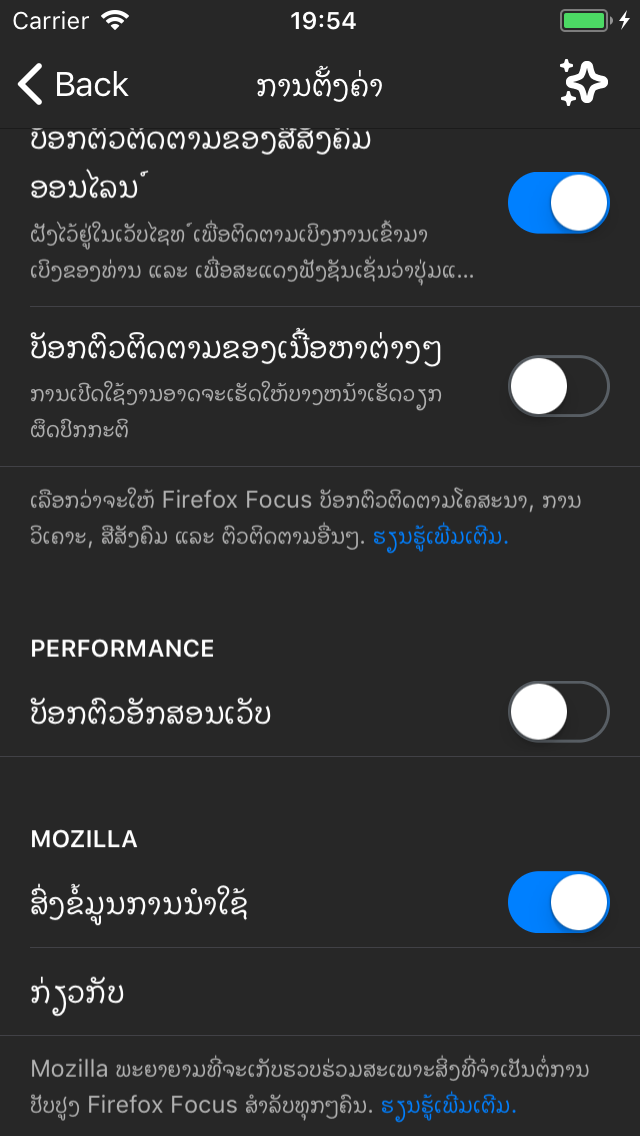 Carrier 19:54
Back ການຕັ້ງຄ່າ
ບັອກຕົວຕິດຕາມຂອງສືສັງຄົມ
ອອນໄລນ໌
ຝັງໄວ້ຢູ່ໃນເວັບໄຊທ໌ເພື່ອຕິດຕາມເບິງການເຂົ້າມາ
ເບິງຂອງທ່ານ ແລະ ເພື່ອສະແດງຟັງຊັນເຊັ່ນວ່າປຸ່ມແ...
ບັອກຕົວຕິດຕາມຂອງເນື້ອຫາຕ່າງໆ
ການເປີດໃຊ້ງານອາດຈະເຮັດໃຫ້ບາງຫນ້າເຮັດວຽກ
ຜິດປົກກະຕິ
ເລືອກວ່າຈະໃຫ້ Firefox Focus ບັອກຕົວຕິດຕາມໂຄສະນາ, ການ
ວິເຄາະ, ສືສັງຄົມ ແລະ ຕົວຕິດຕາມອື່ນໆ. ຮຽນຮູ້ເພີ່ມເຕີມ.
PERFORMANCE
ບັອກຕົວອັກສອນເວັບ
MOZILLA
ສົ່ງຂໍ້ມູນການນຳໃຊ້
ກ່ຽວກັບ
Mozilla ພະຍາຍາມທີ່ຈະເກັບຮວບຮ່ວມສະເພາະສິ່ງທີ່ຈຳເປັນຕໍ່ການ
ປັບປູງ Firefox Focus ສຳລັບທຸກໆຄົນ. ຮຽນຮູ້ເພີ່ມເຕີມ.